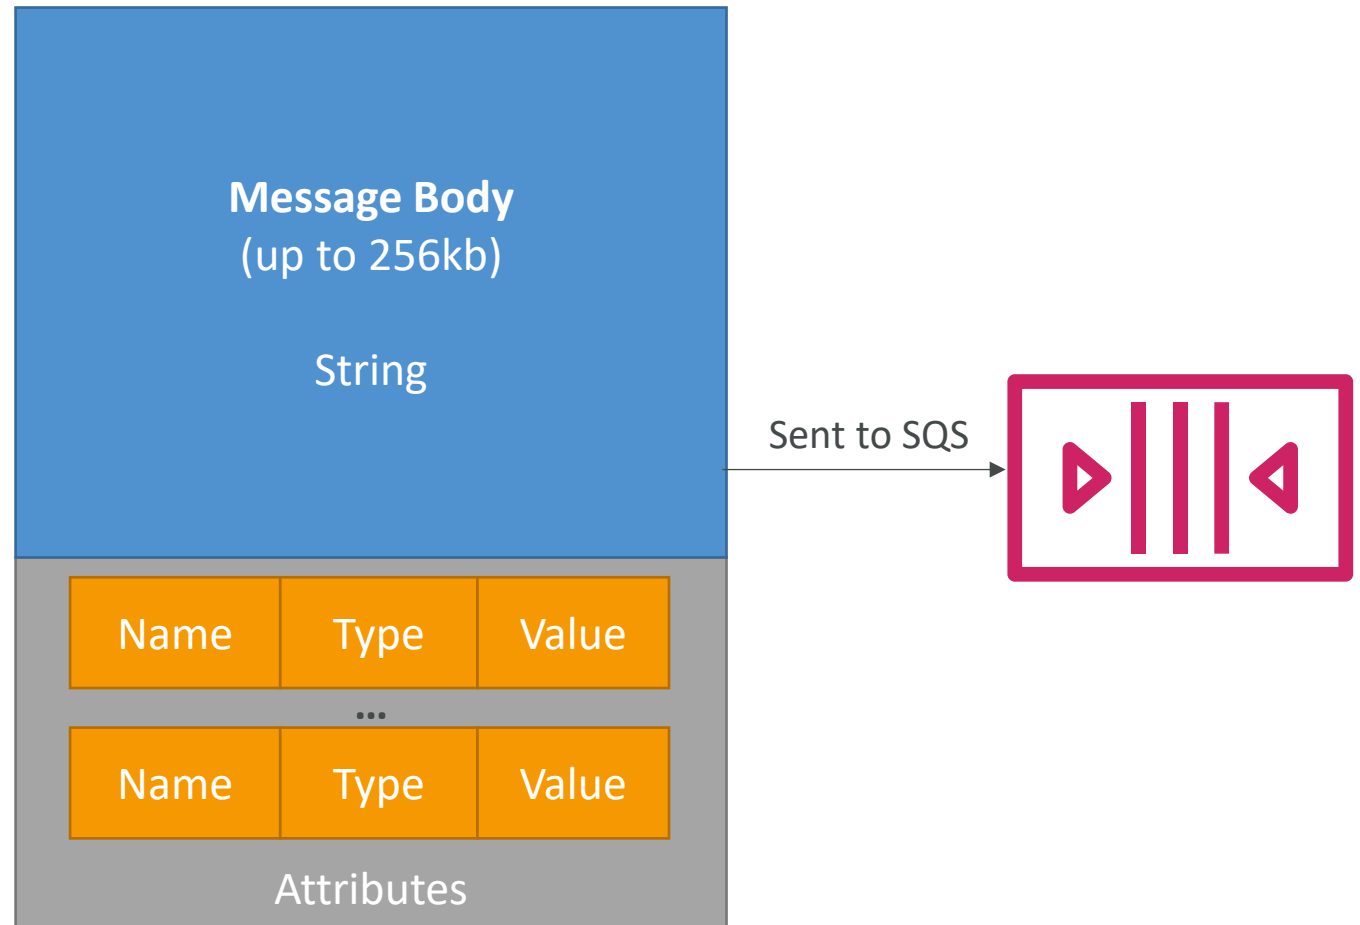 Message Body
(up to 256kb)
String
Sent to SQS
Name Type Value
...
Name Type Value
Attributes